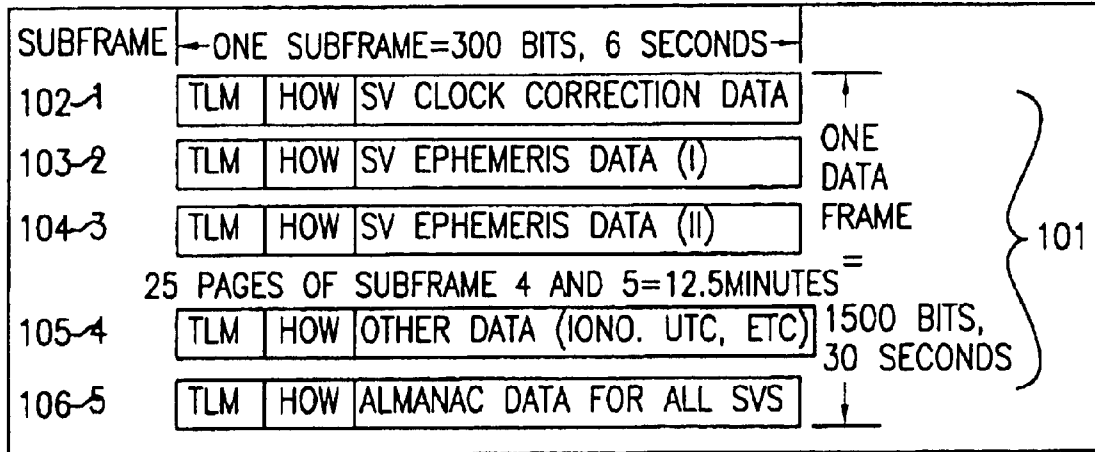 SUBFRAME ONE SUBFRAME=300 BITS, 6 SECONDS
102 1 TLM HOW SV CLOCK CORRECTION DATA
ONE
103 2 TLM HOW SV EPHEMERIS DATA (I)
DATA
104 3 TLM HOW SV EPHEMERIS DATA (II)
FRAME
101
25 PAGES OF SUBFRAME 4 AND 5=12.5MINUTES =
105 4 TLM HOW OTHER DATA (IONO. UTC, ETC) 1500 BITS,
30 SECONDS
106 5 TLM HOW ALMANAC DATA FOR ALL SVS